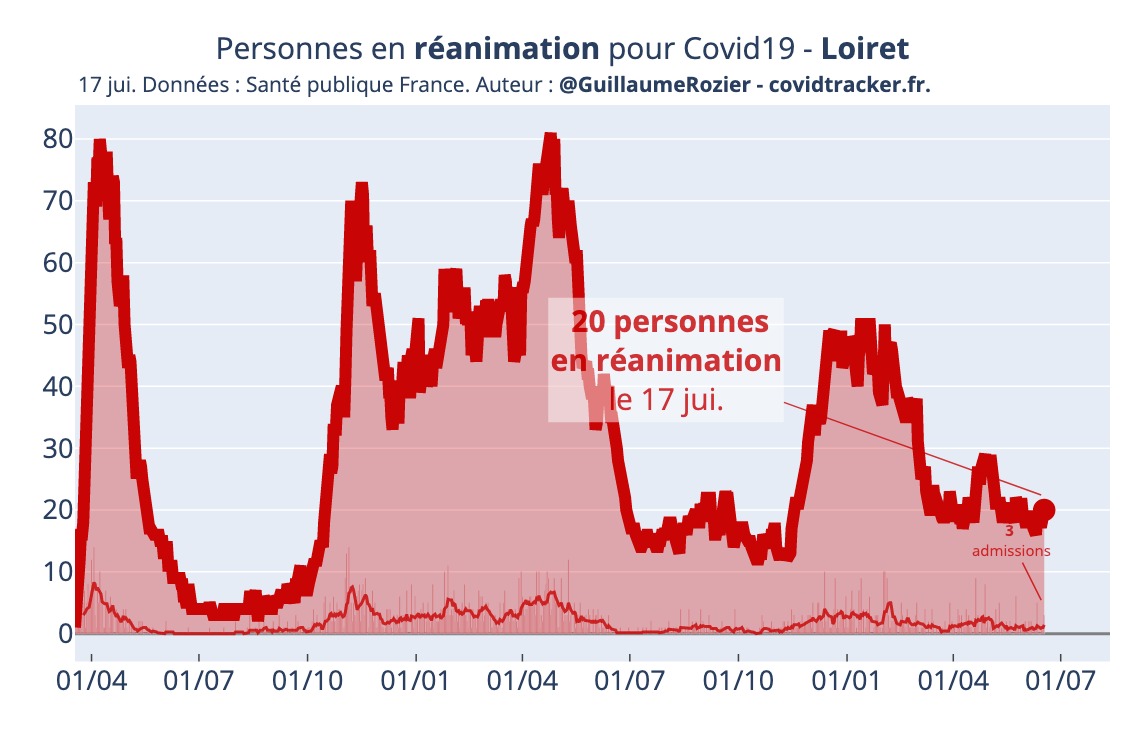 Personnes en réanimation pour Covid19 - Loiret
17 jui. Données : Santé publique France. Auteur : @GuillaumeRozier - covidtracker.fr.
80
70
60
50
40
30
20
10
0
20 personnes
en réanimation
le 17 jui.
3
admissions
01/04 01/07 01/10 01/01 01/04 01/07 01/10 01/01 01/04 01/07